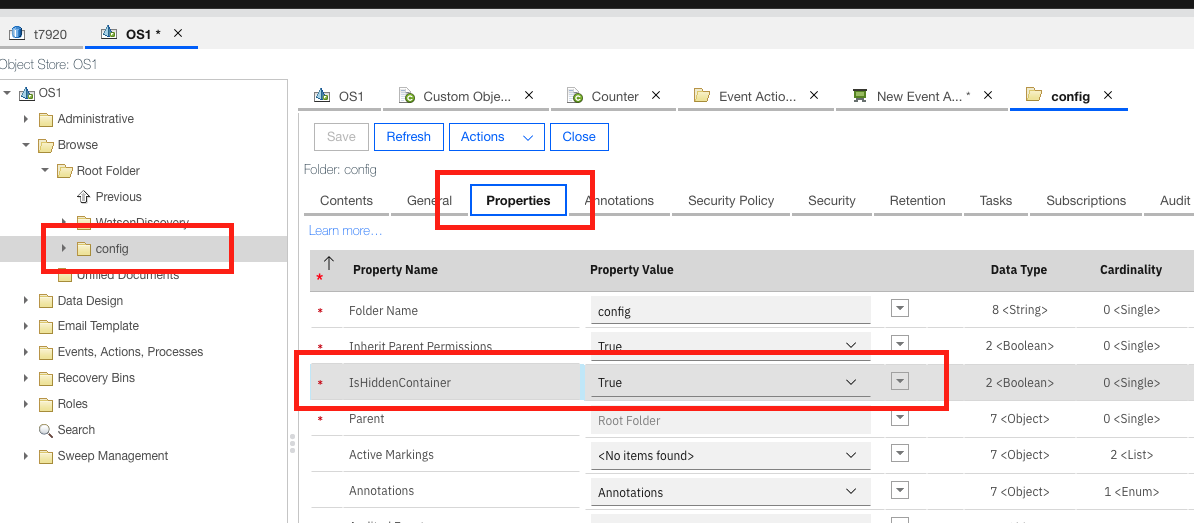 t7920
OS1 *
Object Store: OS1
OS1
Administrative
Browse
Root Folder
Previous
WatsonDiscovery
config
Unified Documents
Data Design
Email Template
Events, Actions, Processes
Recovery Bins
Roles
Search
Sweep Management
OS1
Custom Obje...
Counter
Event Actio...
New Event A... *
config
Save
Refresh
Actions
Close
Folder: config
Contents
General
Properties
Annotations
Security Policy
Security
Retention
Tasks
Subscriptions
Audit
Learn more...
* Property Name Property Value Data Type Cardinality
* Folder Name config 8 <String> 0 <Single>
* Inherit Parent Permissions True 2 <Boolean> 0 <Single>
* IsHiddenContainer True 2 <Boolean> 0 <Single>
* Parent Root Folder 7 <Object> 0 <Single>
Active Markings <No items found> 7 <Object> 2 <List>
Annotations Annotations 7 <Object> 1 <Enum>